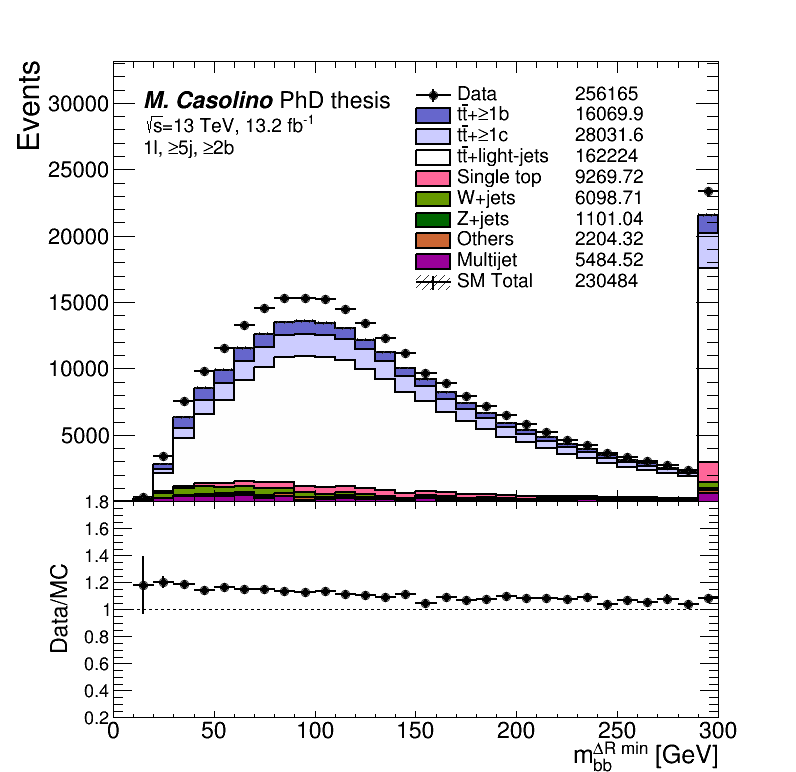 Events
30000
25000
20000
15000
10000
5000
M. Casolino PhD thesis
√s=13 TeV, 13.2 fb⁻¹
1l, ≥5j, ≥2b
Data 256165
tt̄+≥1b 16069.9
tt̄+≥1c 28031.6
tt̄+light-jets 162224
Single top 9269.72
W+jets 6098.71
Z+jets 1101.04
Others 2204.32
Multijet 5484.52
SM Total 230484
Data/MC
1.8
1.6
1.4
1.2
1
0.8
0.6
0.4
0.2
0 50 100 150 200 250 300
m_bb^ΔR min [GeV]